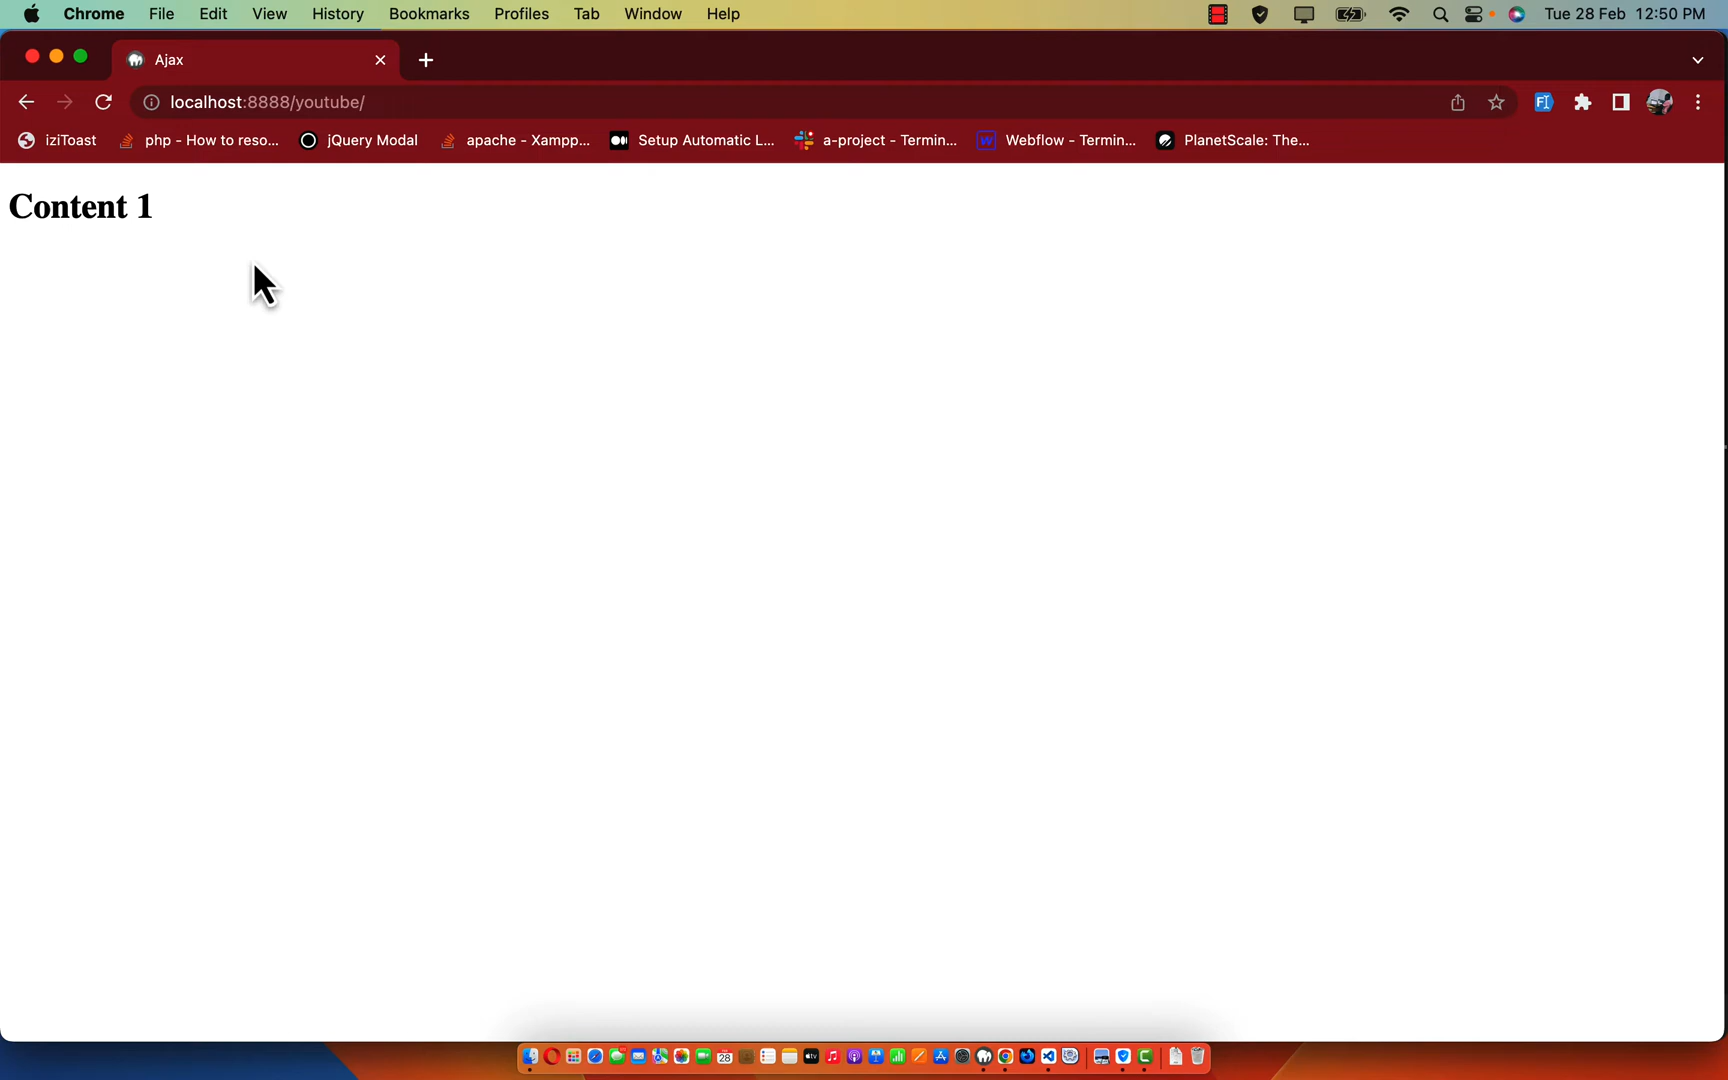 Chrome File Edit View History Bookmarks Profiles Tab Window Help Tue 28 Feb 12:50 PM
Ajax
localhost:8888/youtube/ FI
iziToast php - How to reso... jQuery Modal apache - Xampp... Setup Automatic L... a-project - Termin... W Webflow - Termin... PlanetScale: The...
Content 1
28